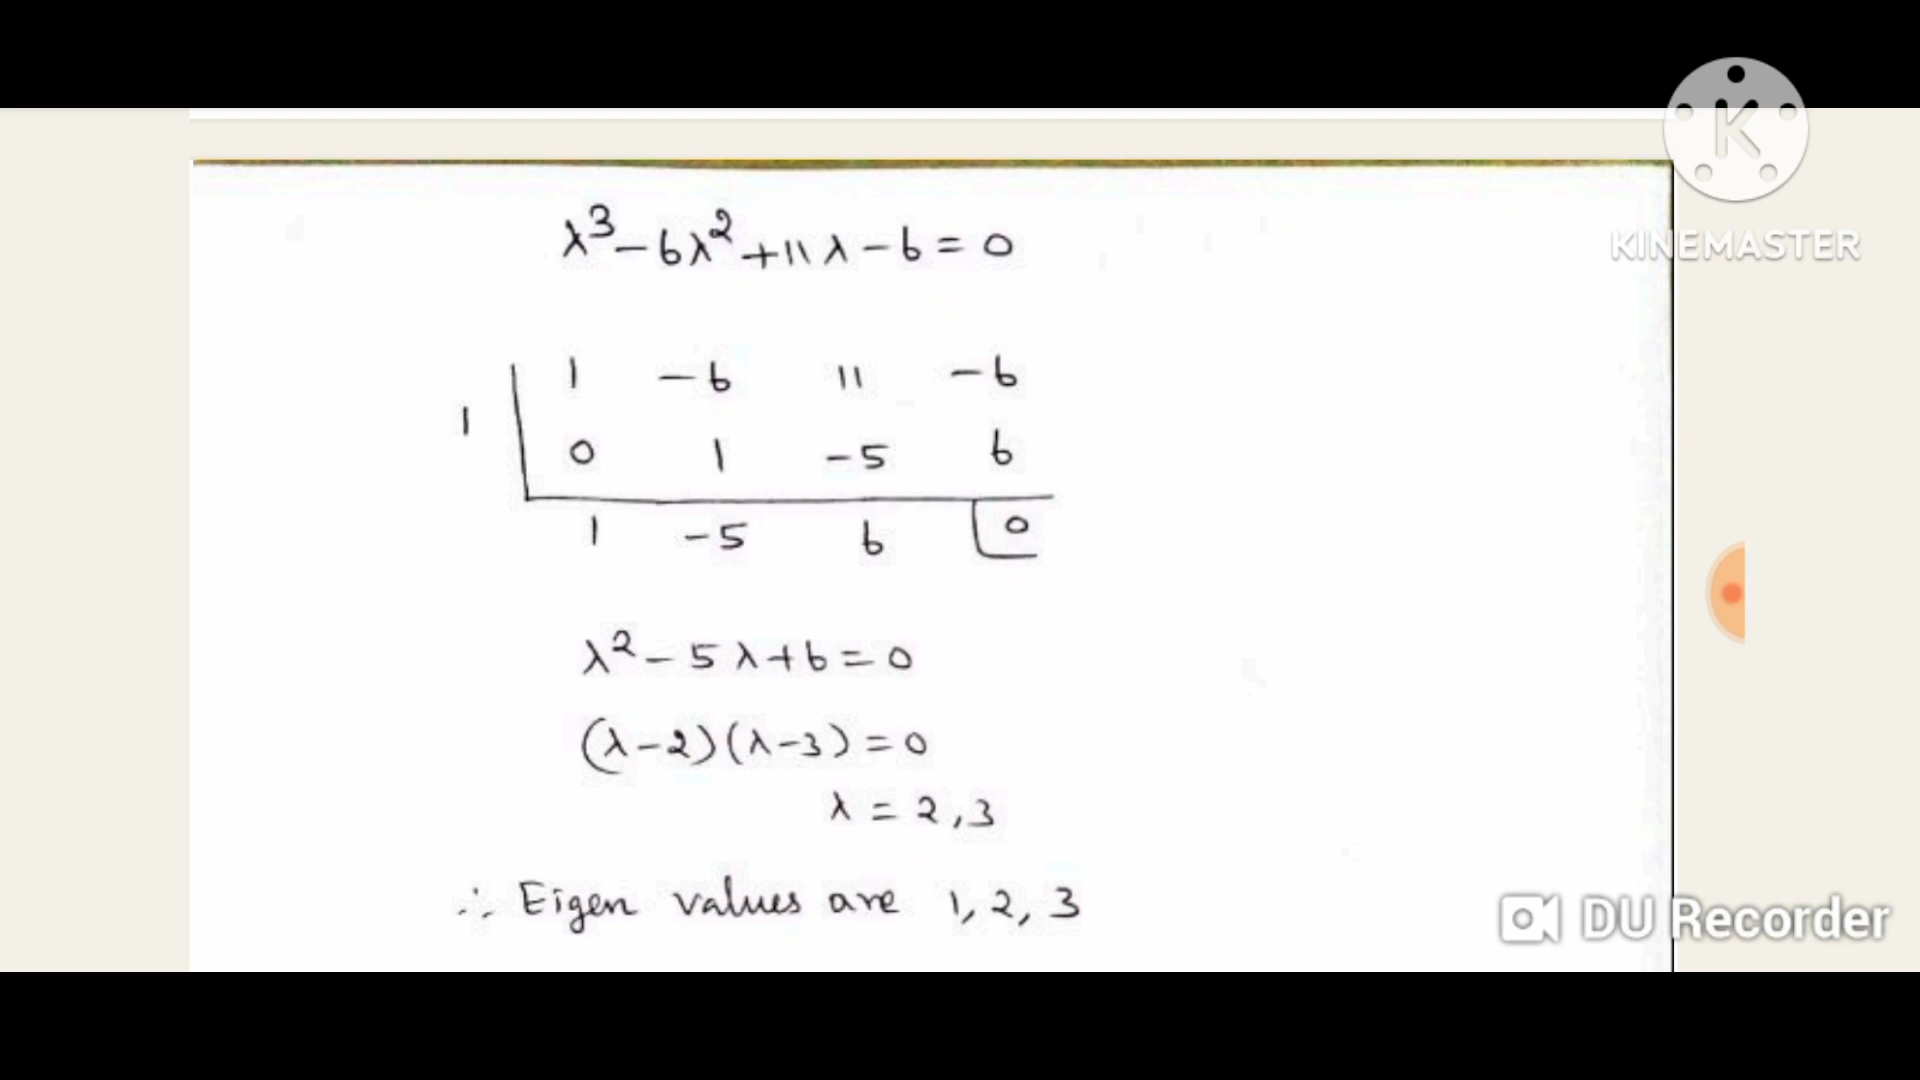 λ³ - 6λ² + 11λ - 6 = 0
1 | 1 -6 11 -6
0 1 -5 6
1 -5 6 | 0
λ² - 5λ + 6 = 0
(λ - 2)(λ - 3) = 0
λ = 2, 3
∴ Eigen values are 1, 2, 3
K
KINEMASTER
DU Recorder